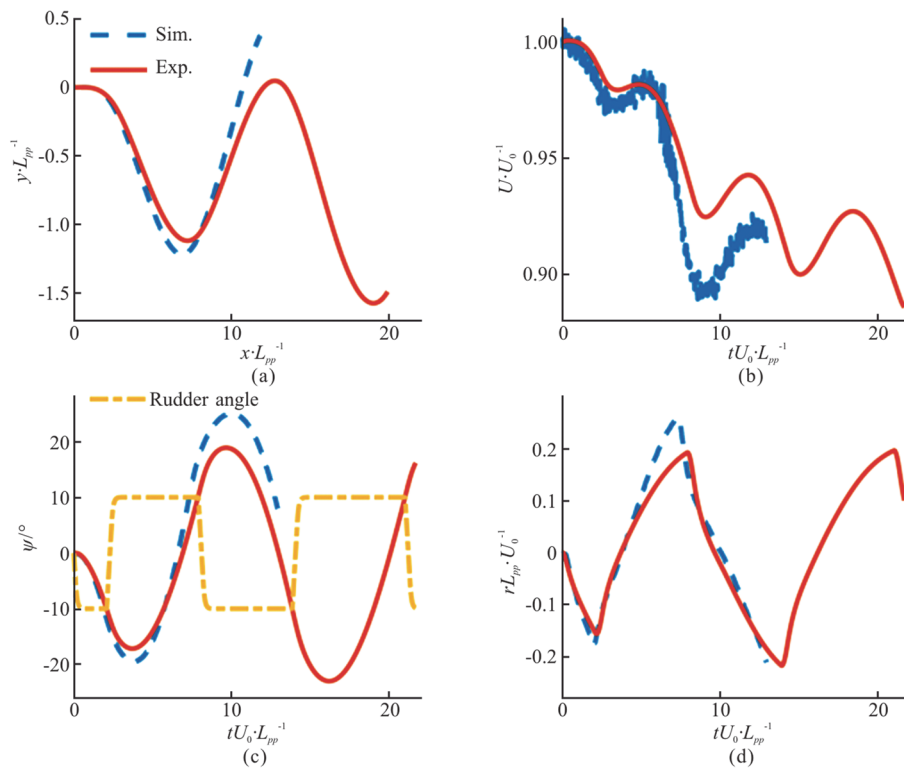 0.5
Sim.
Exp.
0
-0.5
-1.0
-1.5
y·Lpp⁻¹
0 10 20
x·Lpp⁻¹
(a)
1.00
0.95
0.90
U·U₀⁻¹
0 10 20
tU₀·Lpp⁻¹
(b)
Rudder angle
20
10
0
-10
-20
ψ/°
0 10 20
tU₀·Lpp⁻¹
(c)
0.2
0.1
0
-0.1
-0.2
rLpp·U₀⁻¹
0 10 20
tU₀·Lpp⁻¹
(d)